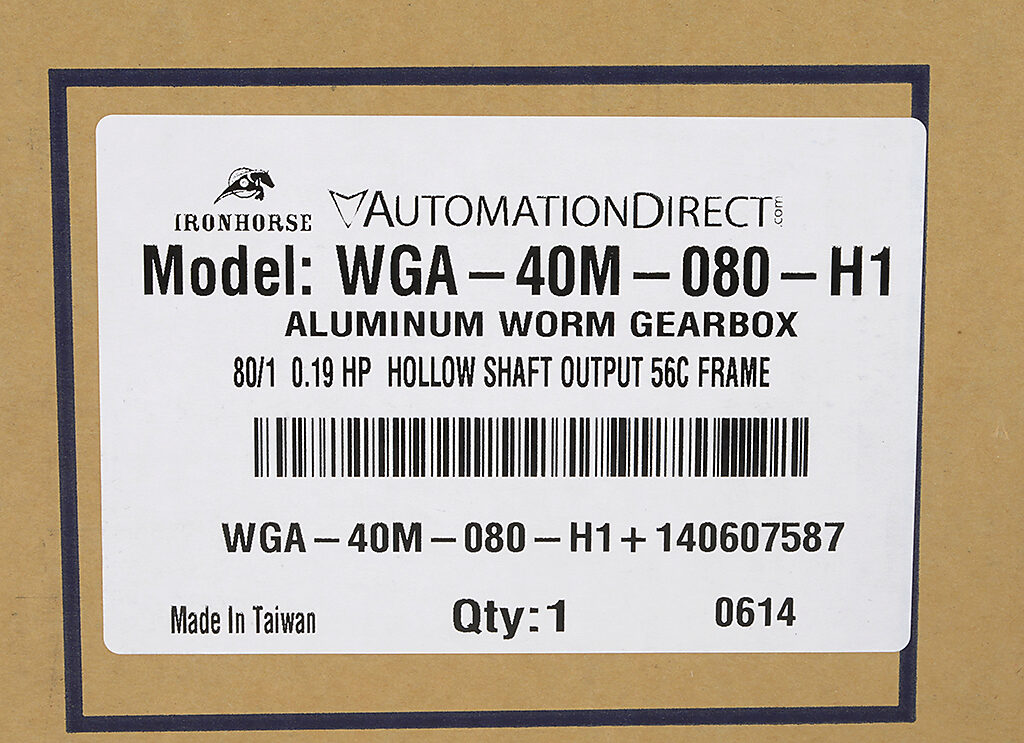 IRONHORSE
AUTOMATIONDIRECT.com
Model: WGA-40M-080-H1
ALUMINUM WORM GEARBOX
80/1 0.19 HP HOLLOW SHAFT OUTPUT 56C FRAME
WGA-40M-080-H1+140607587
Made In Taiwan Qty:1 0614